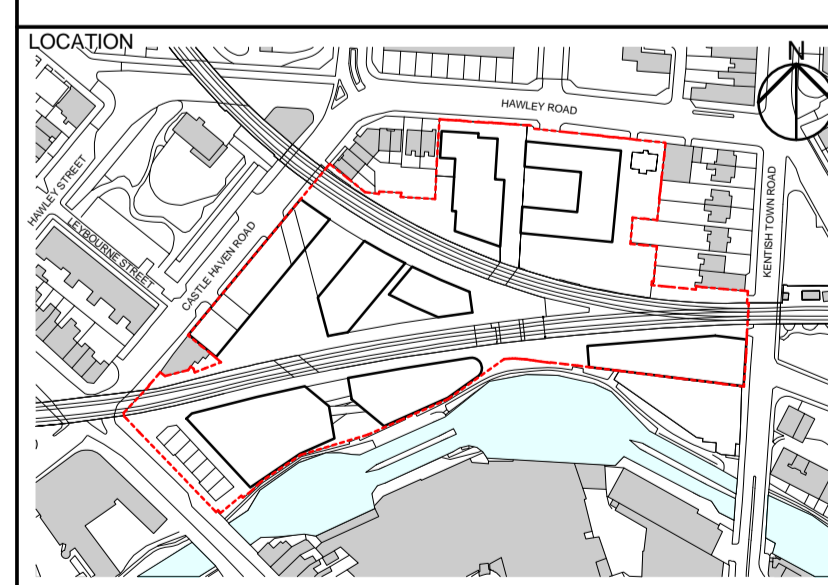 LOCATION
N
HAWLEY ROAD
HAWLEY STREET
LEYBOURNE STREET
CASTLE HAVEN ROAD
KENTISH TOWN ROAD